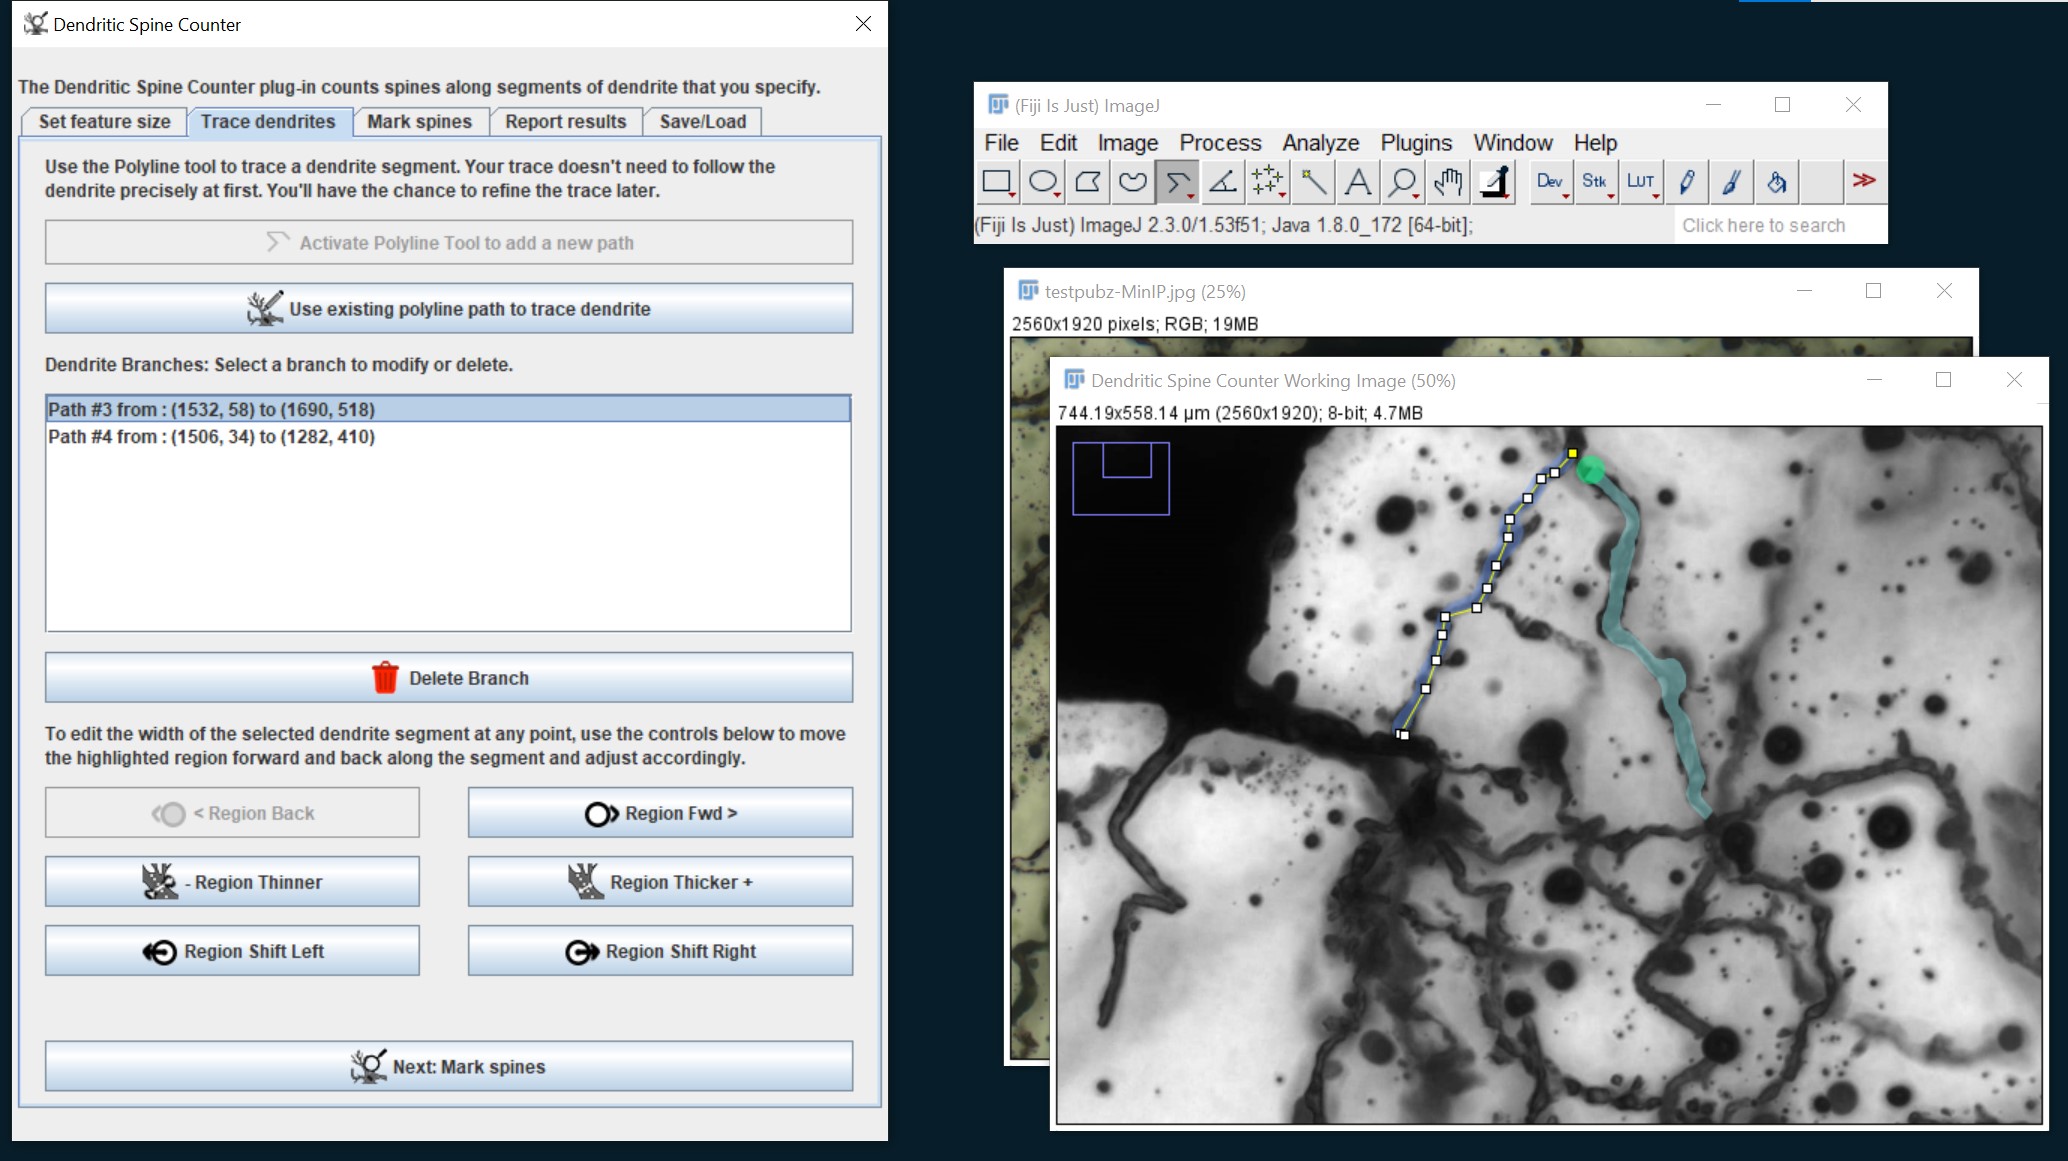 Dendritic Spine Counter
The Dendritic Spine Counter plug-in counts spines along segments of dendrite that you specify.
Set feature size
Trace dendrites
Mark spines
Report results
Save/Load
Use the Polyline tool to trace a dendrite segment. Your trace doesn't need to follow the
dendrite precisely at first. You'll have the chance to refine the trace later.
Activate Polyline Tool to add a new path
Use existing polyline path to trace dendrite
Dendrite Branches: Select a branch to modify or delete.
Path #3 from : (1532, 58) to (1690, 518)
Path #4 from : (1506, 34) to (1282, 410)
Delete Branch
To edit the width of the selected dendrite segment at any point, use the controls below to move
the highlighted region forward and back along the segment and adjust accordingly.
< Region Back
Region Fwd >
- Region Thinner
Region Thicker +
Region Shift Left
Region Shift Right
Next: Mark spines
(Fiji Is Just) ImageJ
File Edit Image Process Analyze Plugins Window Help
A Dev Stk LUT >>
(Fiji Is Just) ImageJ 2.3.0/1.53f51; Java 1.8.0_172 [64-bit];
Click here to search
testpubz-MinIP.jpg (25%)
2560x1920 pixels; RGB; 19MB
Dendritic Spine Counter Working Image (50%)
744.19x558.14 µm (2560x1920); 8-bit; 4.7MB